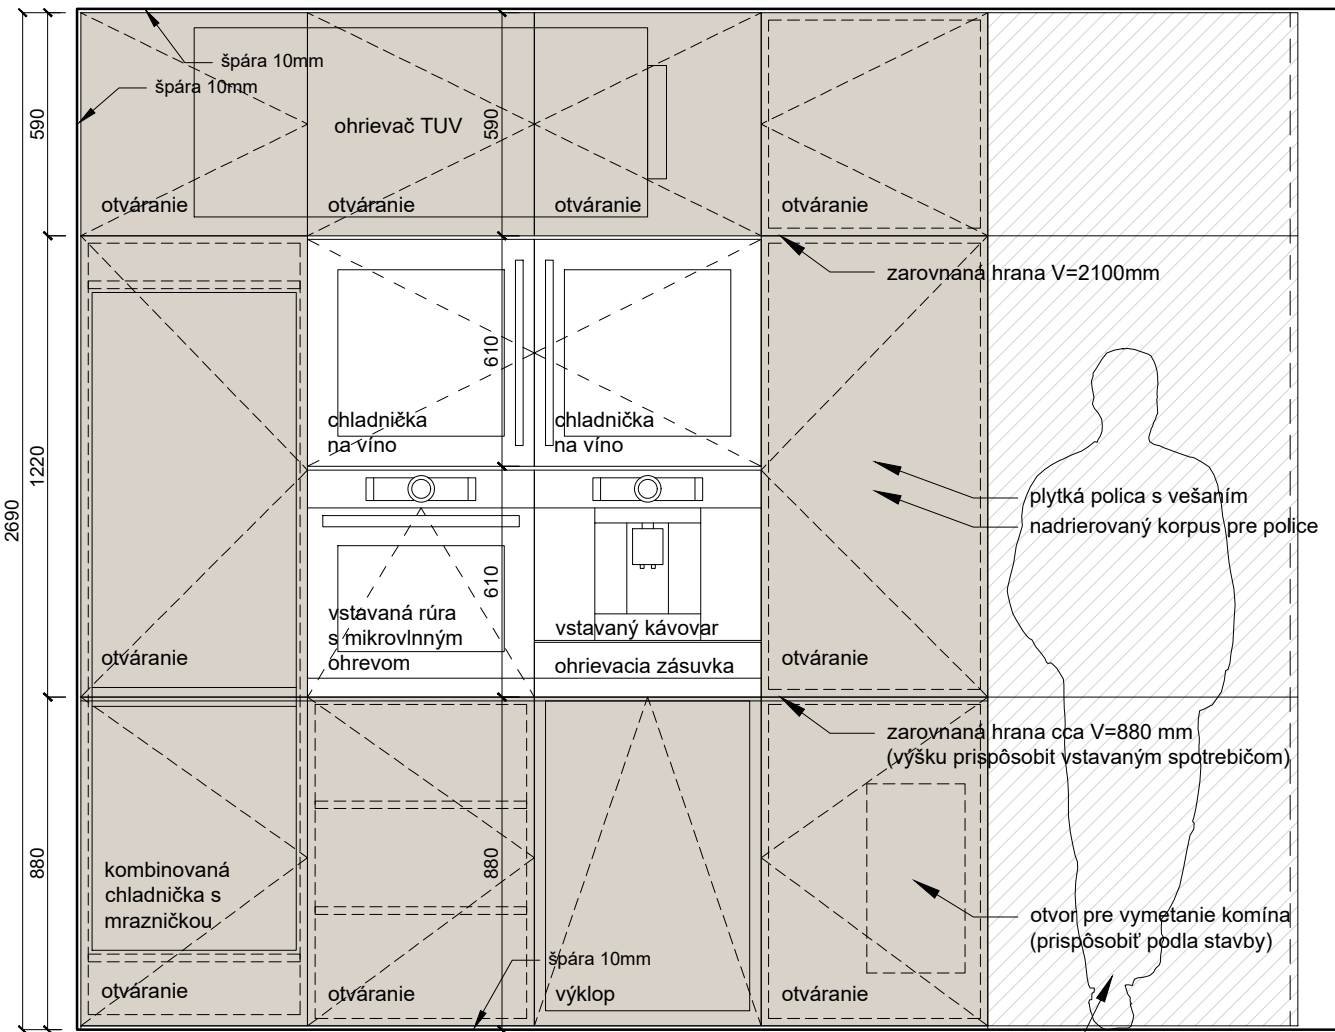 špára 10mm
špára 10mm
590
590
ohrievač TUV
otváranie
otváranie
otváranie
otváranie
zarovnaná hrana V=2100mm
610
chladnička
na víno
chladnička
na víno
1220
2690
plytká polica s vešaním
nadrierovaný korpus pre police
610
vstavaná rúra
s mikrovlnným
ohrevom
vstavaný kávovar
ohrievacia zásuvka
otváranie
otváranie
zarovnaná hrana cca V=880 mm
(výšku prispôsobit vstavaným spotrebičom)
880
880
kombinovaná
chladnička s
mrazničkou
otvor pre vymetanie komína
(prispôsobiť podla stavby)
špára 10mm
otváranie
otváranie
výklop
otváranie